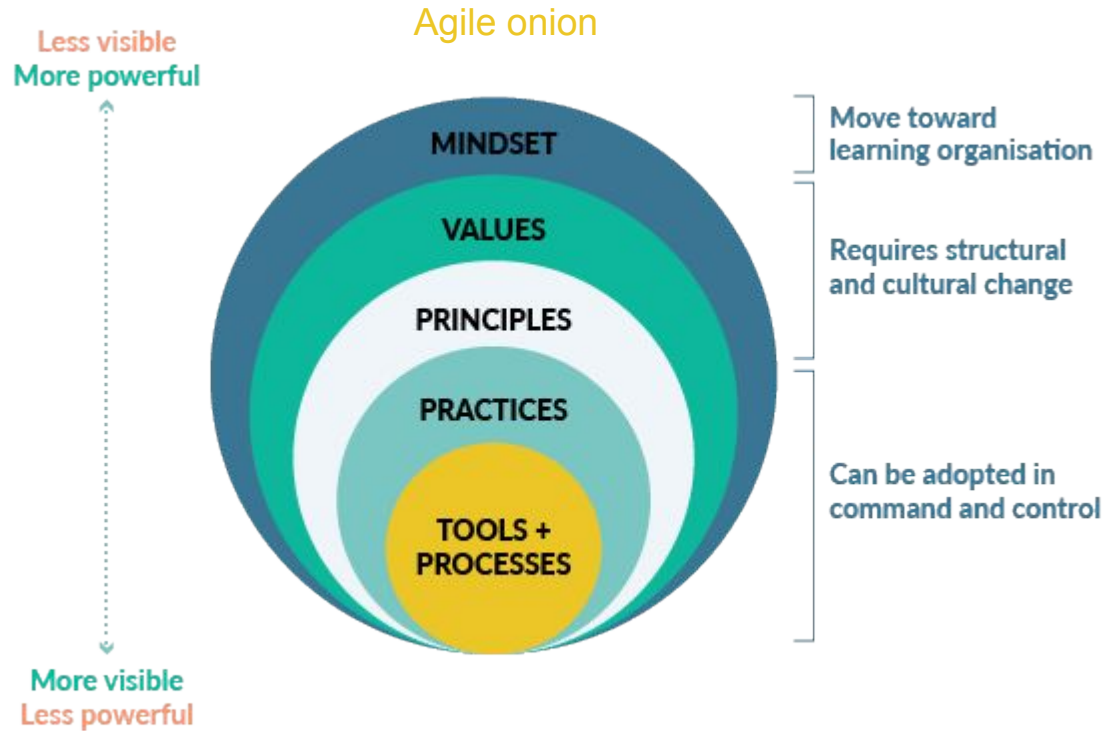 Agile onion
Less visible
More powerful
MINDSET
VALUES
PRINCIPLES
PRACTICES
TOOLS +
PROCESSES
Move toward
learning organisation
Requires structural
and cultural change
Can be adopted in
command and control
More visible
Less powerful